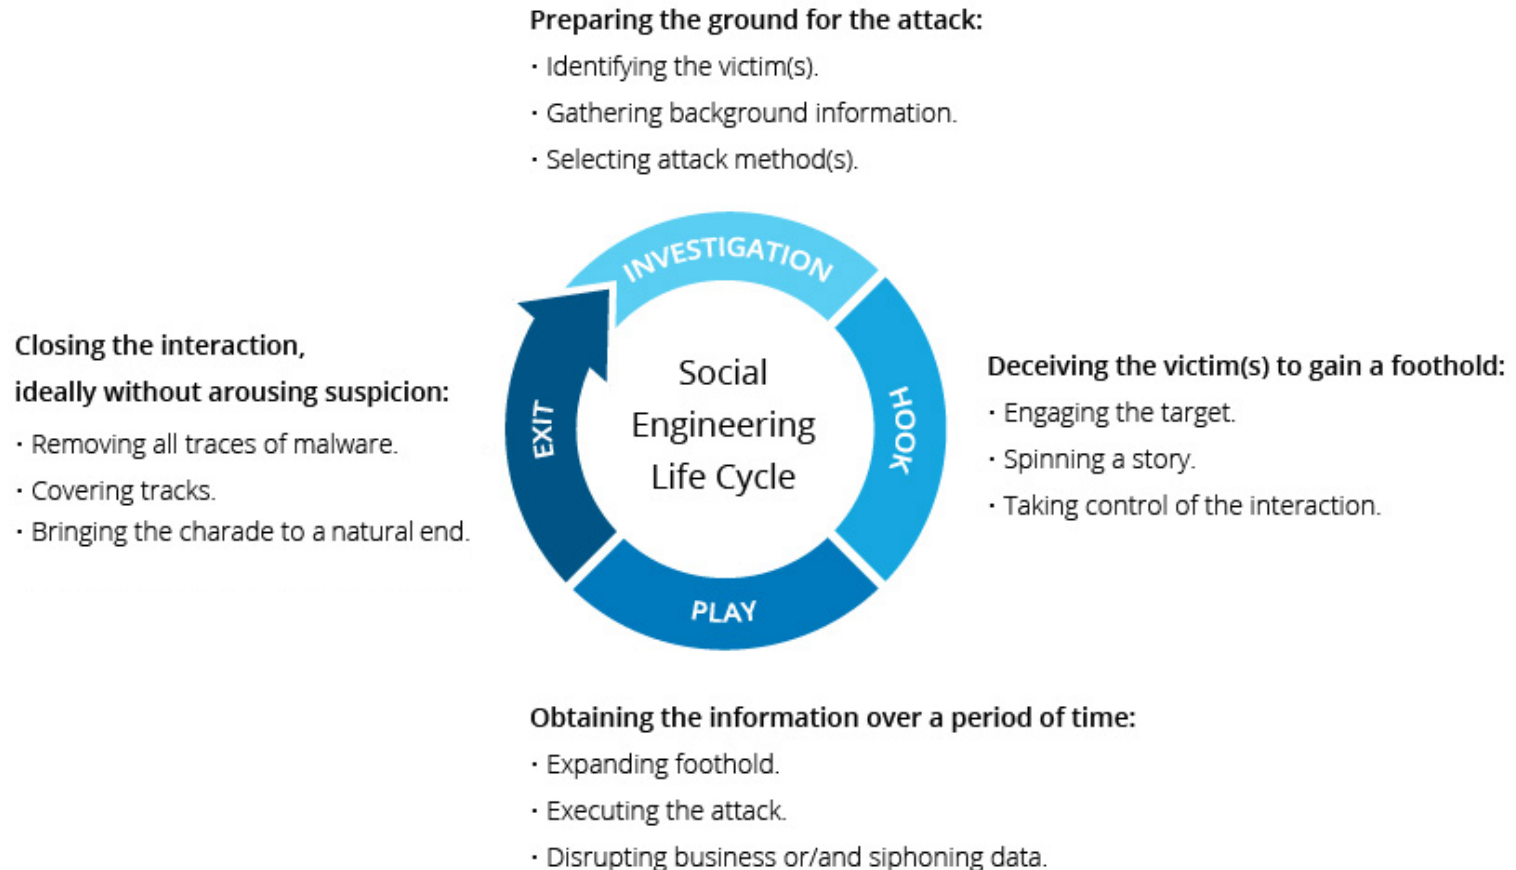 Preparing the ground for the attack:
· Identifying the victim(s).
· Gathering background information.
· Selecting attack method(s).
INVESTIGATION
Closing the interaction,
ideally without arousing suspicion:
· Removing all traces of malware.
· Covering tracks.
· Bringing the charade to a natural end.
EXIT
Social
Engineering
Life Cycle
HOOK
Deceiving the victim(s) to gain a foothold:
· Engaging the target.
· Spinning a story.
· Taking control of the interaction.
PLAY
Obtaining the information over a period of time:
· Expanding foothold.
· Executing the attack.
· Disrupting business or/and siphoning data.